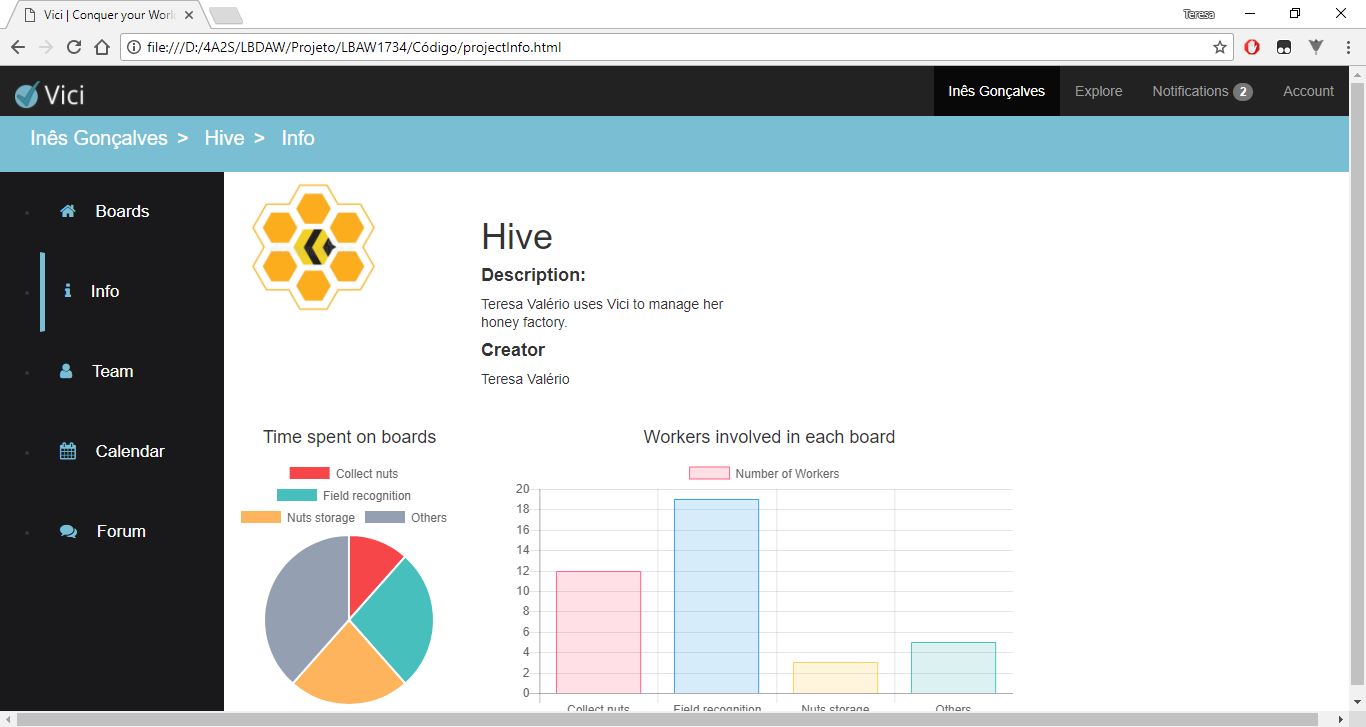 Vici | Conquer your Worl
Teresa
file:///D:/4A2S/LBDAW/Projeto/LBAW1734/Código/projectInfo.html
Vici
Inês Gonçalves
Explore
Notifications 2
Account
Inês Gonçalves > Hive > Info
Boards
Info
Team
Calendar
Forum
Hive
Description:
Teresa Valério uses Vici to manage her
honey factory.
Creator
Teresa Valério
Time spent on boards
Collect nuts
Field recognition
Nuts storage Others
Workers involved in each board
Number of Workers
20
18
16
14
12
10
8
6
4
2
0
Collect nuts Field recognition Nuts storage Others